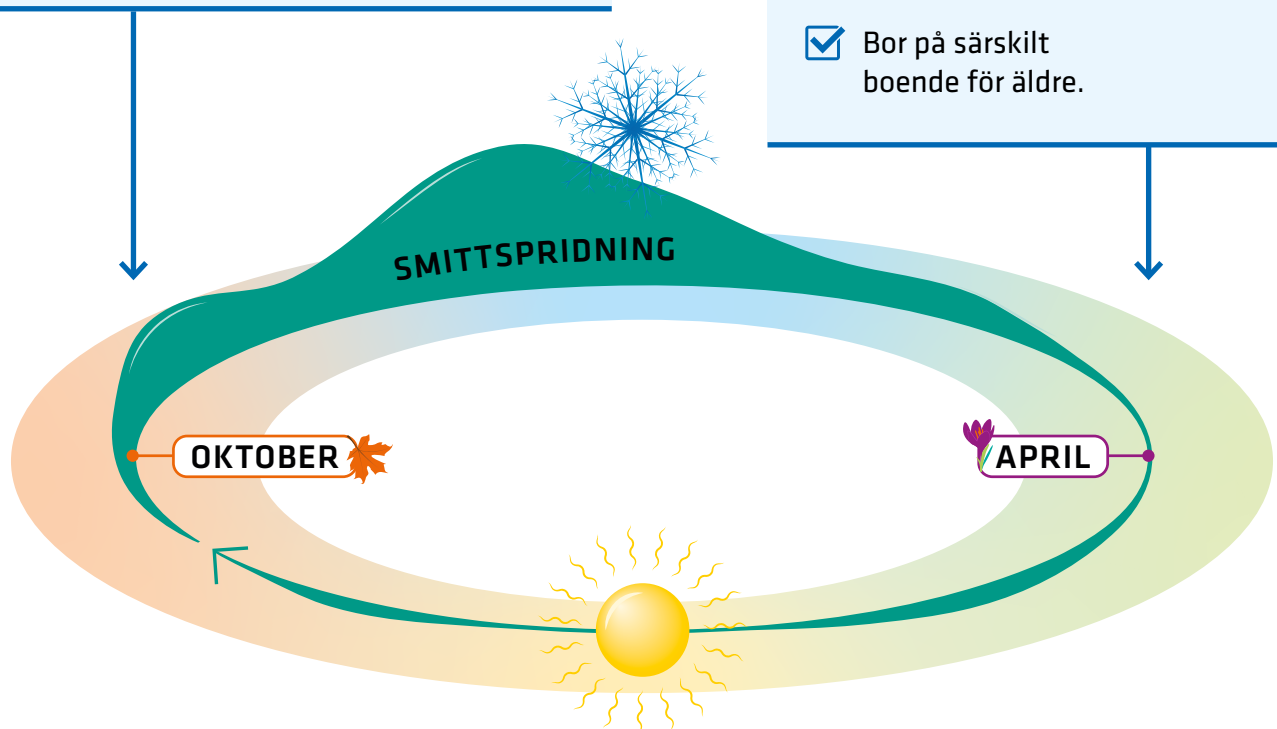 Bor på särskilt
boende för äldre.
SMITTSPRIDNING
OKTOBER
APRIL